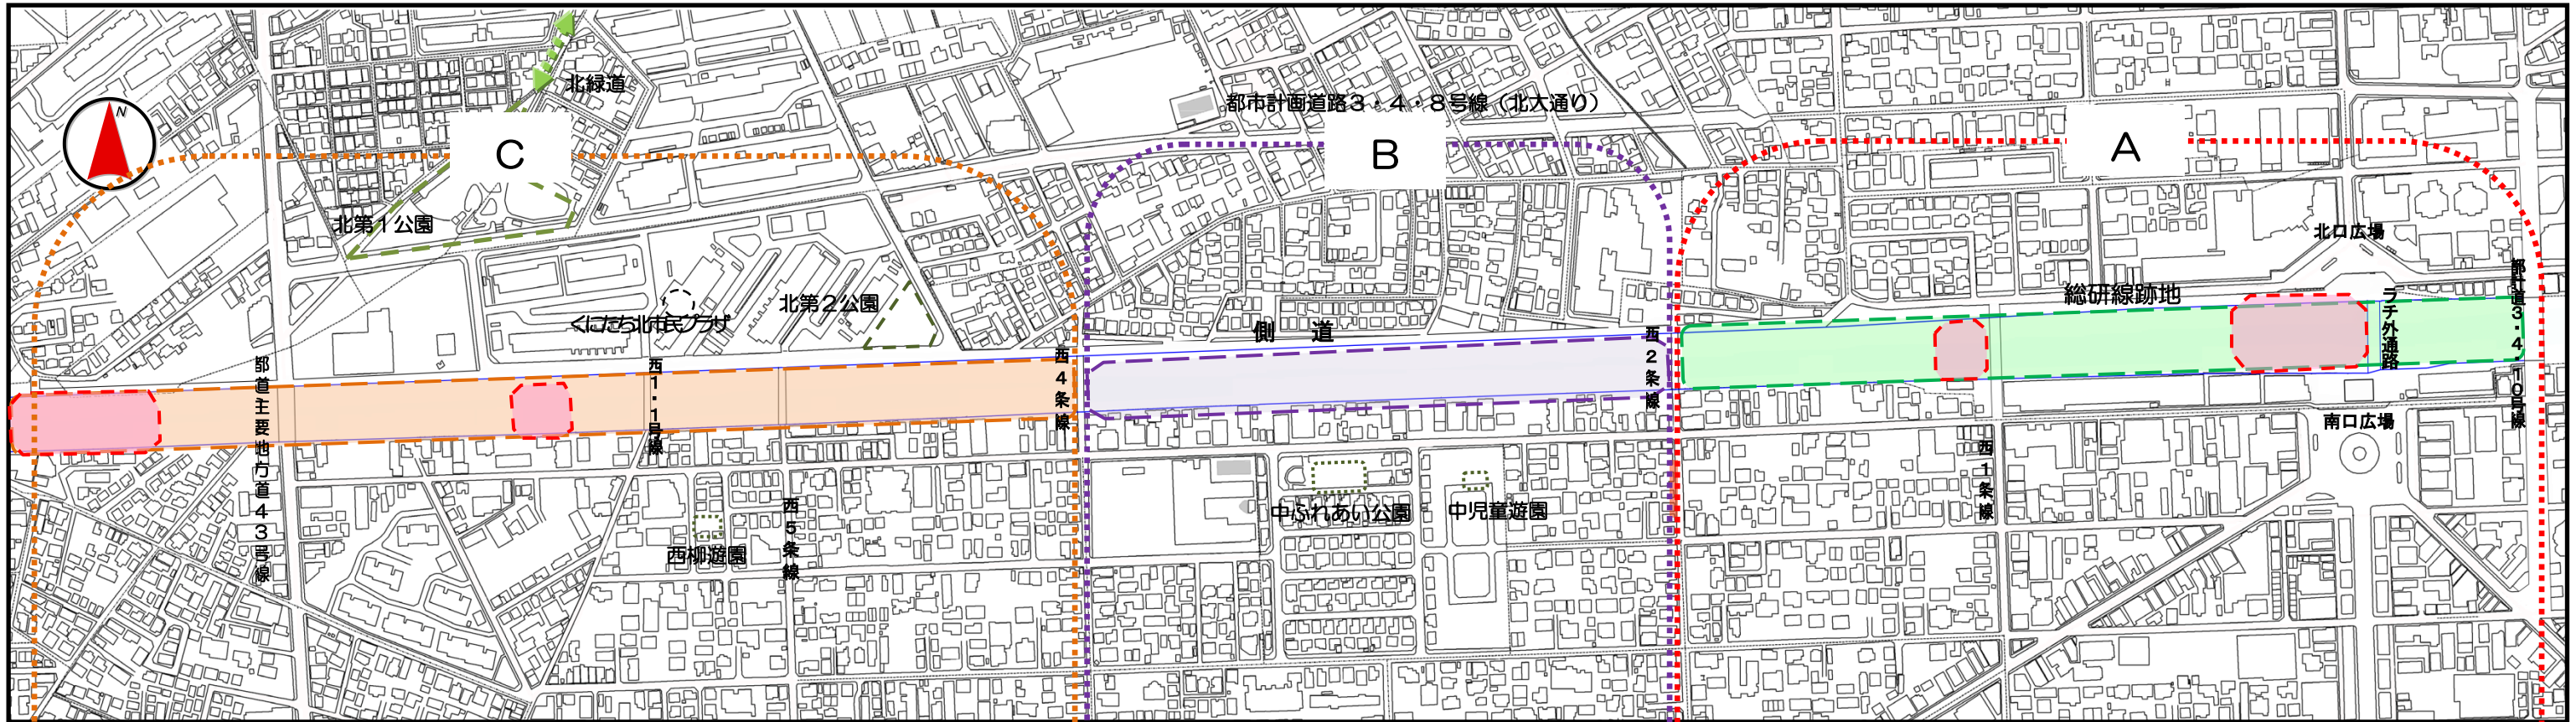 N
北緑道
都市計画道路3・4・8号線（北大通り）
C
B
A
北第1公園
北口広場
総研線跡地
都計道3・4・10号線
ラチ外通路
北第2公園
くにたち北市民プラザ
側　道
西2条線
西4条線
西1・1号線
都道主要地方道43号線
南口広場
西1条線
西5条線
中ふれあい公園
中児童遊園
西柳遊園